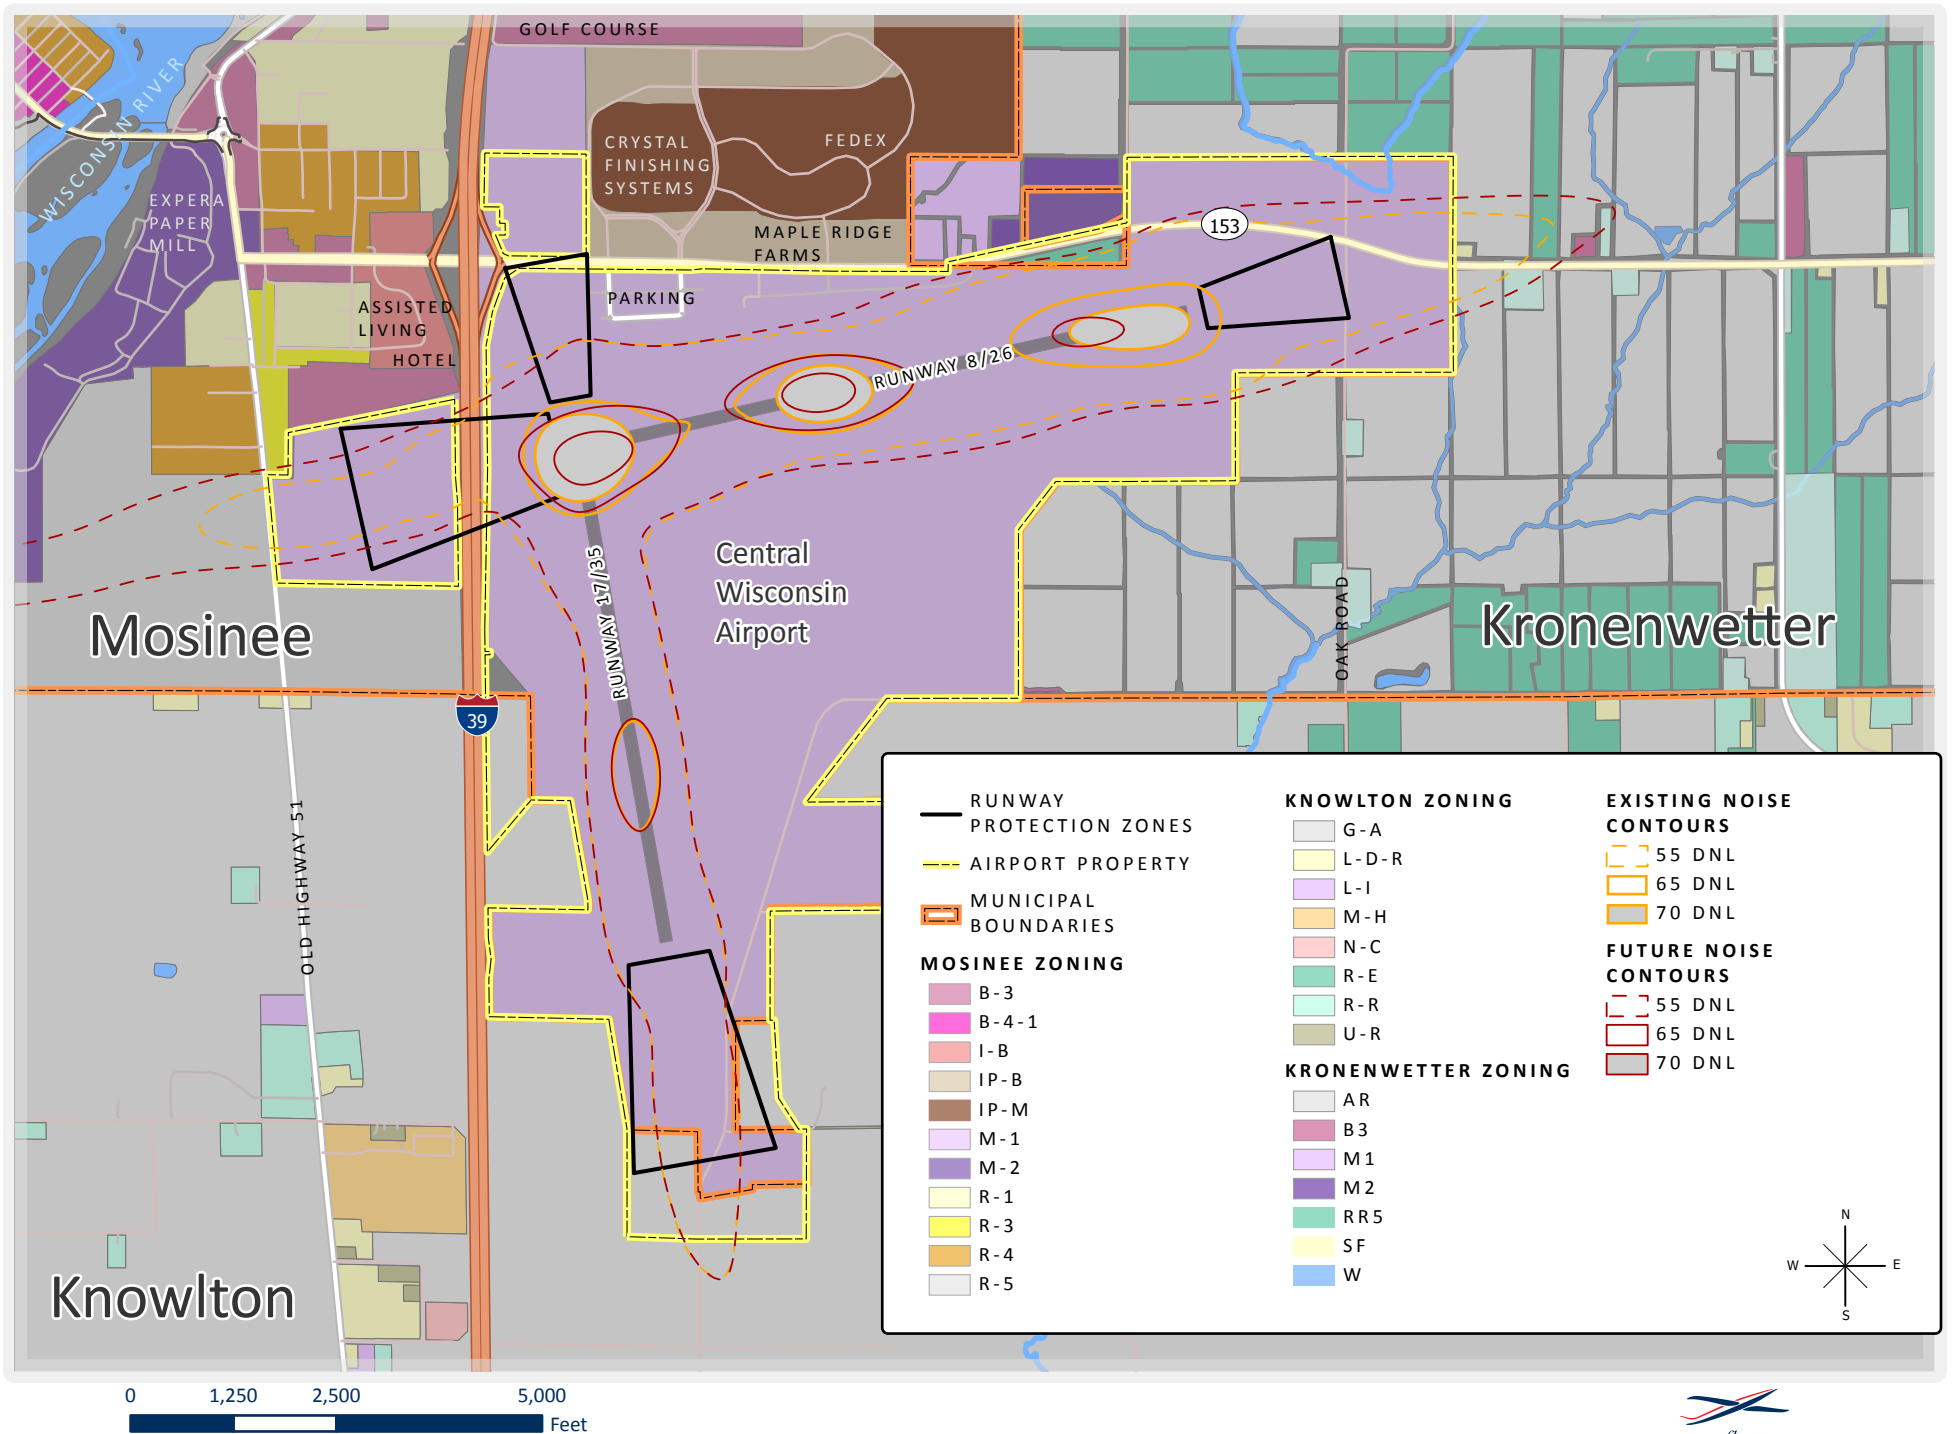 GOLF COURSE
WISCONSIN RIVER
CRYSTAL
FINISHING
SYSTEMS
FEDEX
EXPERA
PAPER
MILL
MAPLE RIDGE
FARMS
153
PARKING
ASSISTED
LIVING
HOTEL
RUNWAY 8/26
RUNWAY 17/35
Central
Wisconsin
Airport
Mosinee
Kronenwetter
OAK ROAD
39
OLD HIGHWAY 51
Knowlton
RUNWAY
PROTECTION ZONES
AIRPORT PROPERTY
MUNICIPAL
BOUNDARIES
MOSINEE ZONING
B-3
B-4-1
I-B
IP-B
IP-M
M-1
M-2
R-1
R-3
R-4
R-5
KNOWLTON ZONING
G-A
L-D-R
L-I
M-H
N-C
R-E
R-R
U-R
KRONENWETTER ZONING
AR
B3
M1
M2
RR5
SF
W
EXISTING NOISE
CONTOURS
55 DNL
65 DNL
70 DNL
FUTURE NOISE
CONTOURS
55 DNL
65 DNL
70 DNL
N
W E
S
0 1,250 2,500 5,000
Feet